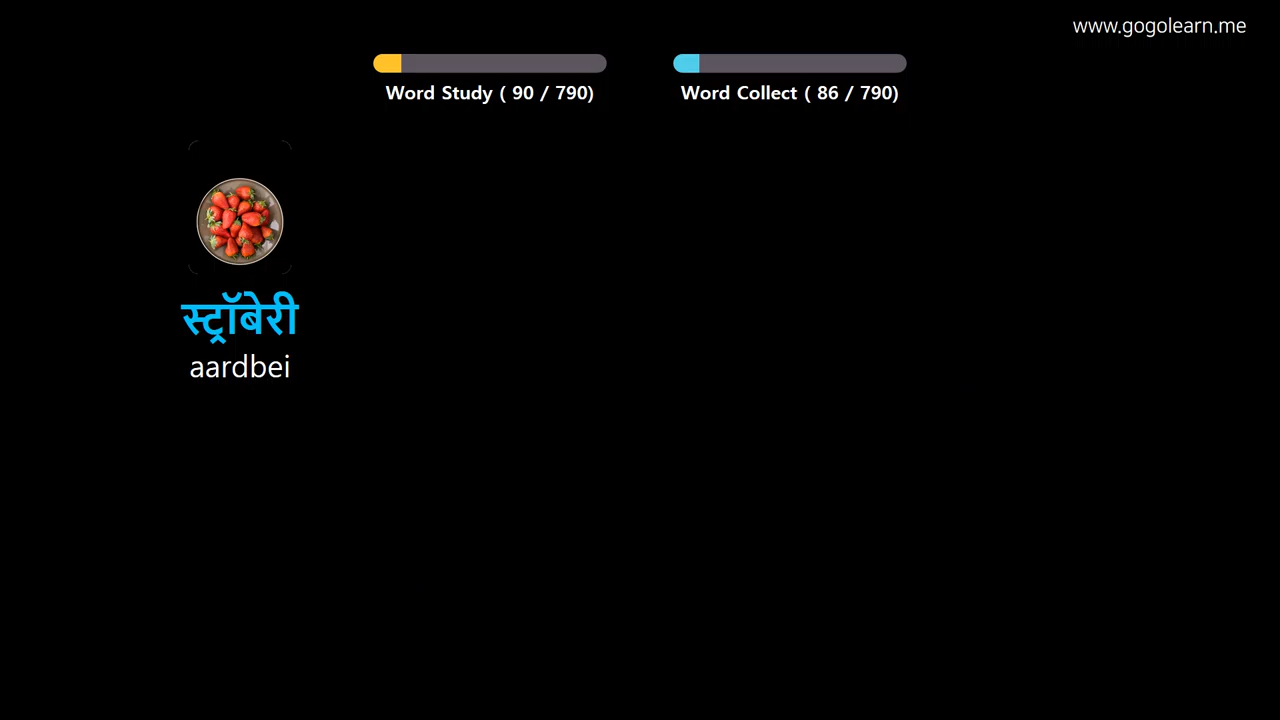 www.gogolearn.me
Word Study ( 90 / 790)
Word Collect ( 86 / 790)
स्ट्रॉबेरी
aardbei